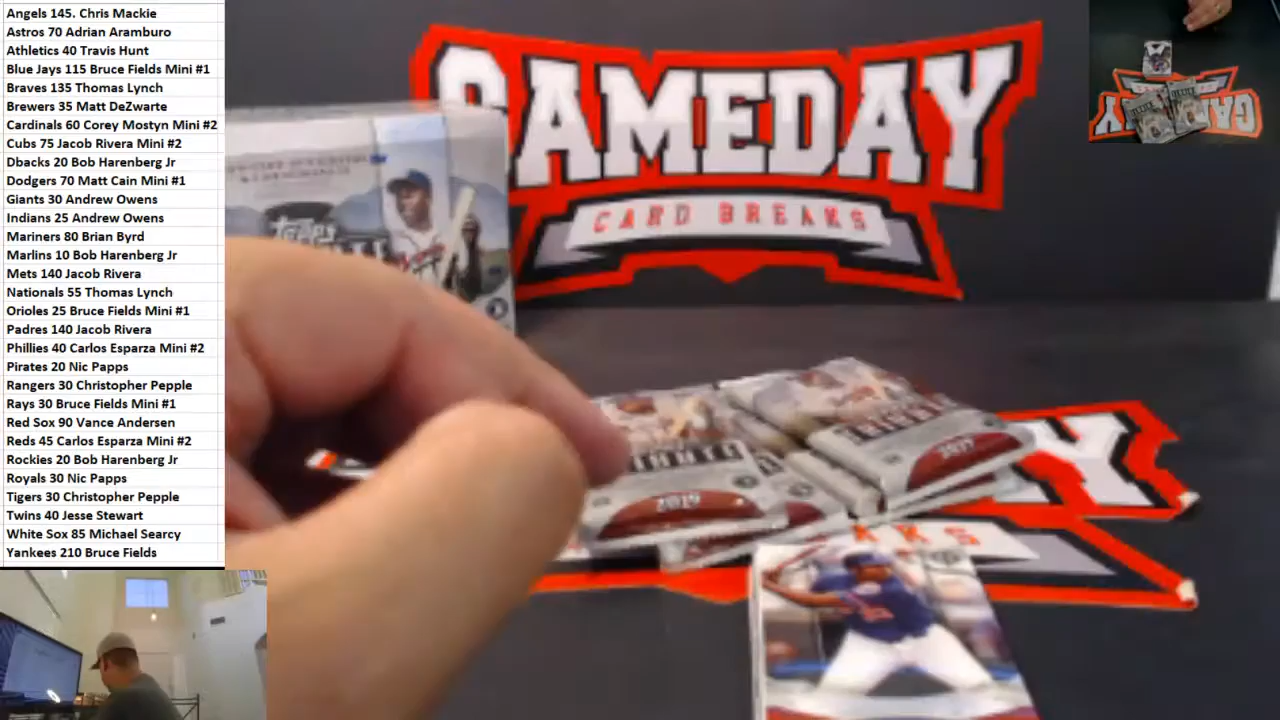 Angels 145. Chris Mackie
Astros 70 Adrian Aramburo
Athletics 40 Travis Hunt
Blue Jays 115 Bruce Fields Mini #1
Braves 135 Thomas Lynch
Brewers 35 Matt DeZwarte
Cardinals 60 Corey Mostyn Mini #2
Cubs 75 Jacob Rivera Mini #2
Dbacks 20 Bob Harenberg Jr
Dodgers 70 Matt Cain Mini #1
Giants 30 Andrew Owens
Indians 25 Andrew Owens
Mariners 80 Brian Byrd
Marlins 10 Bob Harenberg Jr
Mets 140 Jacob Rivera
Nationals 55 Thomas Lynch
Orioles 25 Bruce Fields Mini #1
Padres 140 Jacob Rivera
Phillies 40 Carlos Esparza Mini #2
Pirates 20 Nic Papps
Rangers 30 Christopher Pepple
Rays 30 Bruce Fields Mini #1
Red Sox 90 Vance Andersen
Reds 45 Carlos Esparza Mini #2
Rockies 20 Bob Harenberg Jr
Royals 30 Nic Papps
Tigers 30 Christopher Pepple
Twins 40 Jesse Stewart
White Sox 85 Michael Searcy
Yankees 210 Bruce Fields
GAMEDAY
CARD BREAKS
Topps
TRIBUTE
2019
2019